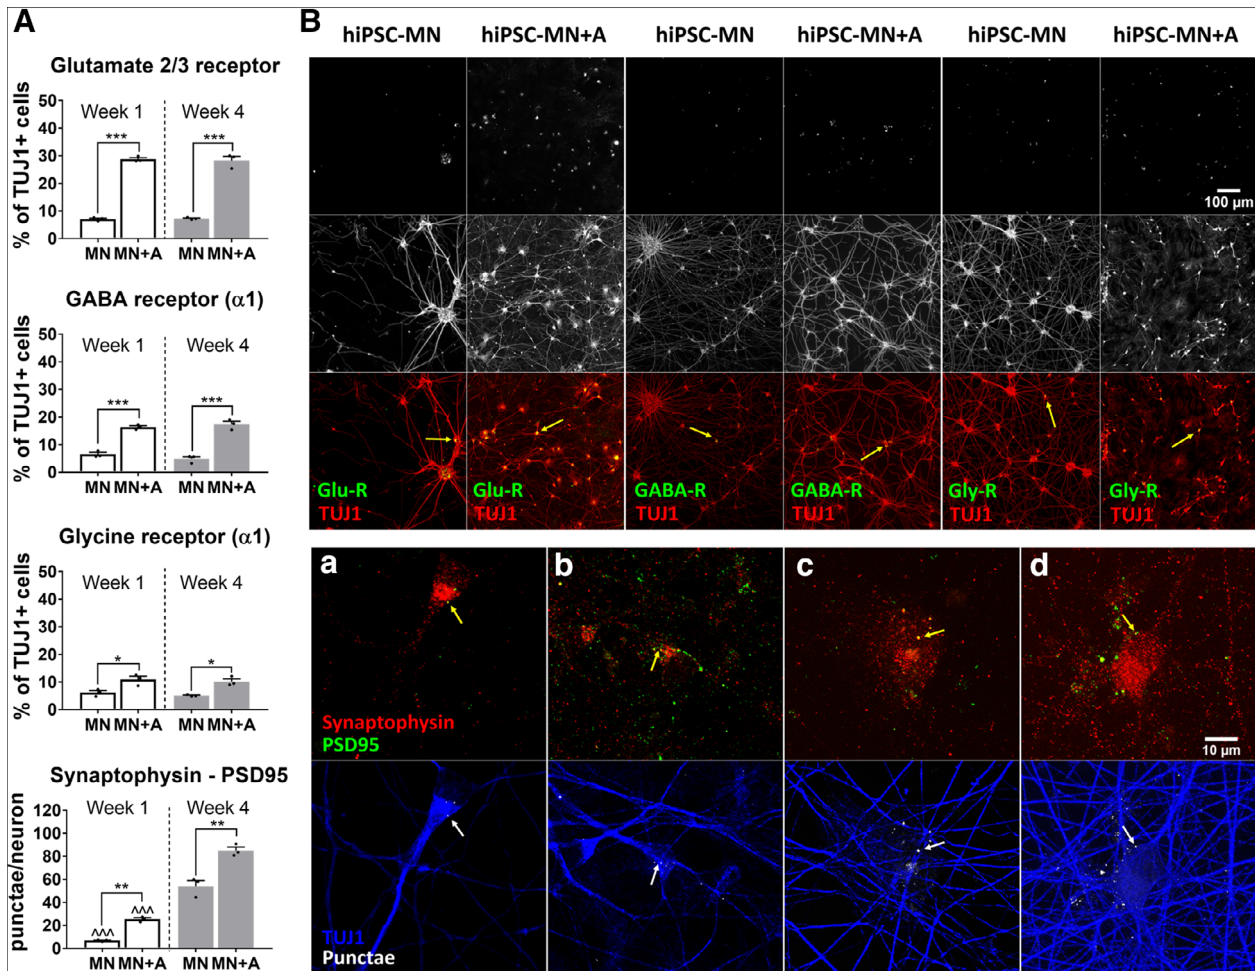 A
Glutamate 2/3 receptor
% of TUJ1+ cells
50
40
30
20
10
0
Week 1
Week 4
***
***
MN MN+A MN MN+A
GABA receptor (α1)
% of TUJ1+ cells
50
40
30
20
10
0
Week 1
Week 4
***
***
MN MN+A MN MN+A
Glycine receptor (α1)
% of TUJ1+ cells
50
40
30
20
10
0
Week 1
Week 4
*
*
MN MN+A MN MN+A
Synaptophysin - PSD95
punctae/neuron
120
100
80
60
40
20
0
Week 1
Week 4
**
**
^^^
^^^
MN MN+A MN MN+A
B
hiPSC-MN hiPSC-MN+A hiPSC-MN hiPSC-MN+A hiPSC-MN hiPSC-MN+A
100 µm
Glu-R Glu-R GABA-R GABA-R Gly-R Gly-R
TUJ1 TUJ1 TUJ1 TUJ1 TUJ1 TUJ1
a b c d
Synaptophysin
PSD95
10 µm
TUJ1
Punctae